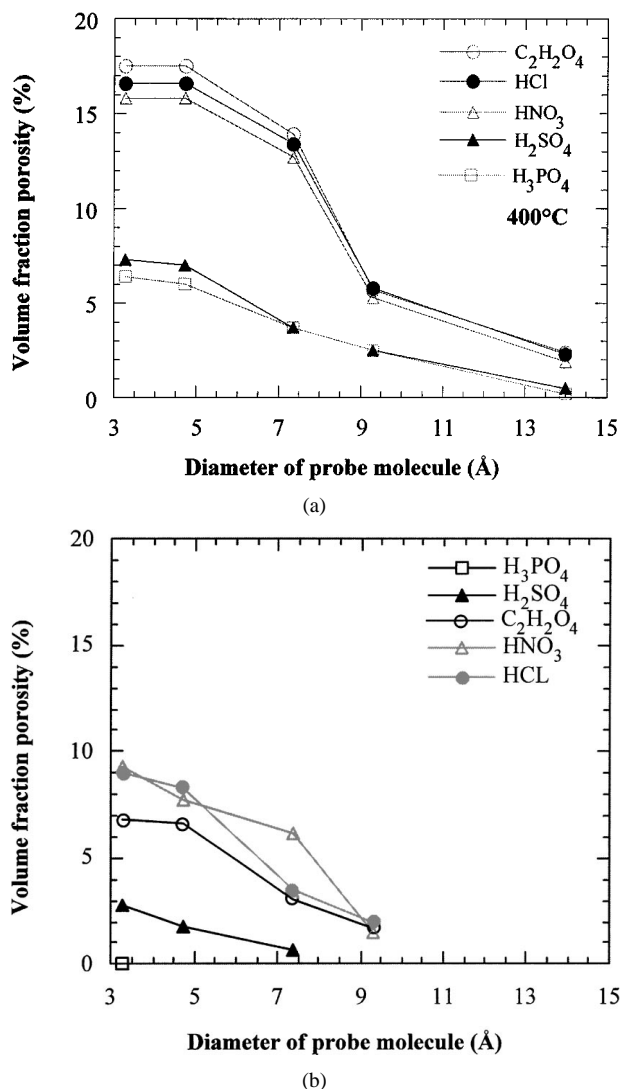 20
15
10
5
0
Volume fraction porosity (%)
C₂H₂O₄
HCl
HNO₃
H₂SO₄
H₃PO₄
400°C
3 5 7 9 11 13 15
Diameter of probe molecule (Å)
(a)
20
15
10
5
0
Volume fraction porosity (%)
H₃PO₄
H₂SO₄
C₂H₂O₄
HNO₃
HCL
3 5 7 9 11 13 15
Diameter of probe molecule (Å)
(b)